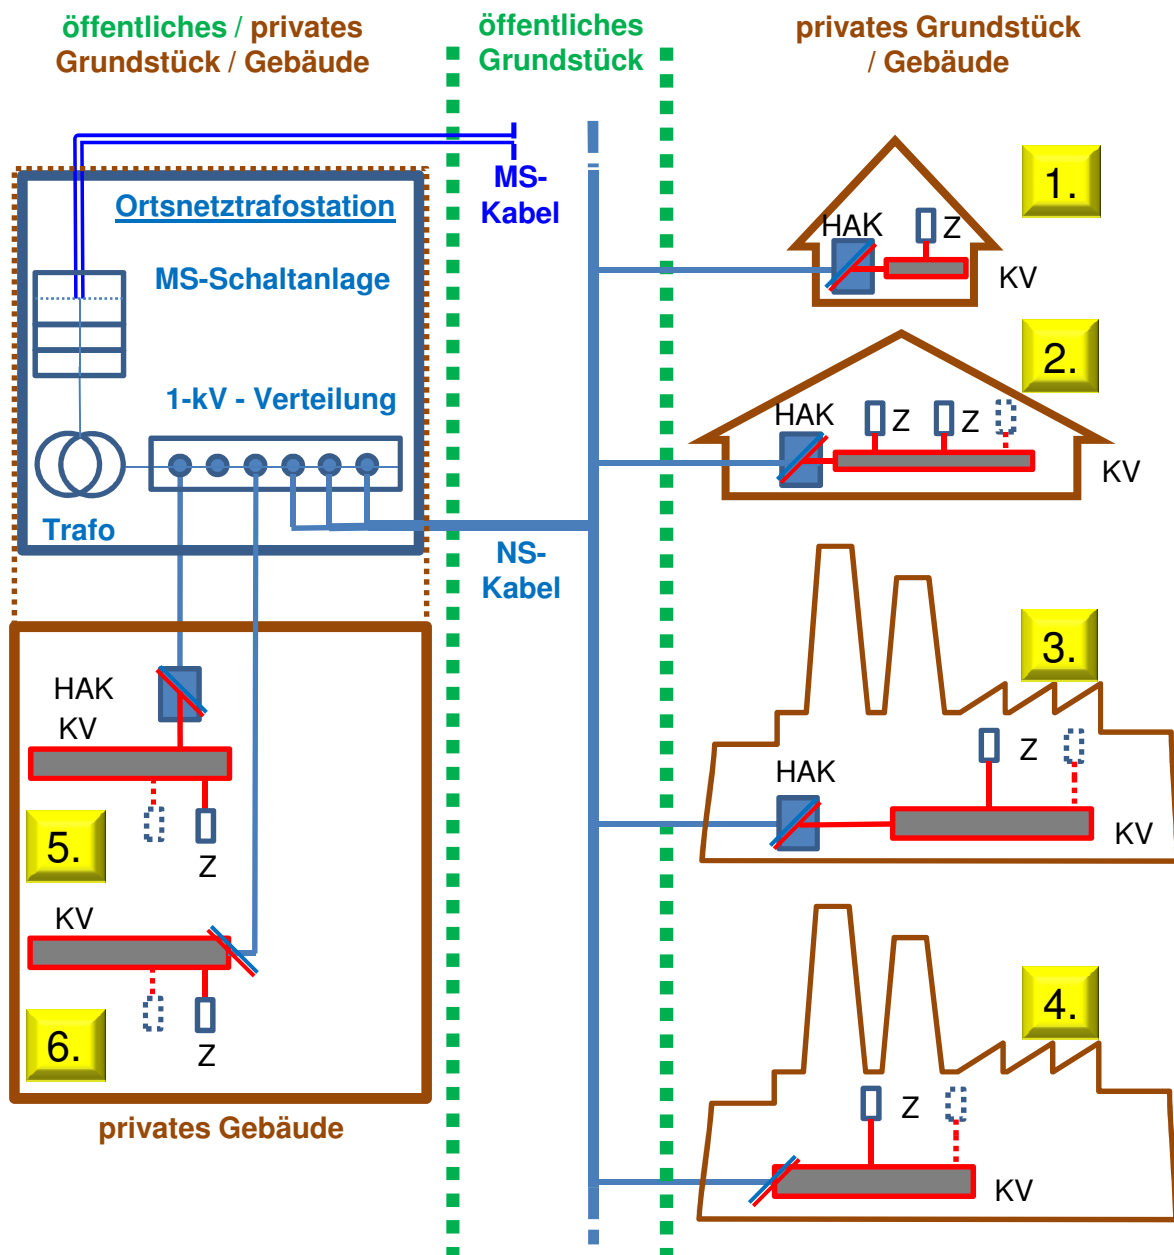 öffentliches / privates
Grundstück / Gebäude
öffentliches
Grundstück
privates Grundstück
/ Gebäude
MS-
Kabel
Ortsnetztrafostation
MS-Schaltanlage
1-kV - Verteilung
Trafo
NS-
Kabel
1.
HAK
Z
KV
2.
HAK
Z
Z
KV
3.
Z
HAK
KV
4.
Z
KV
HAK
KV
5.
Z
KV
6.
Z
privates Gebäude